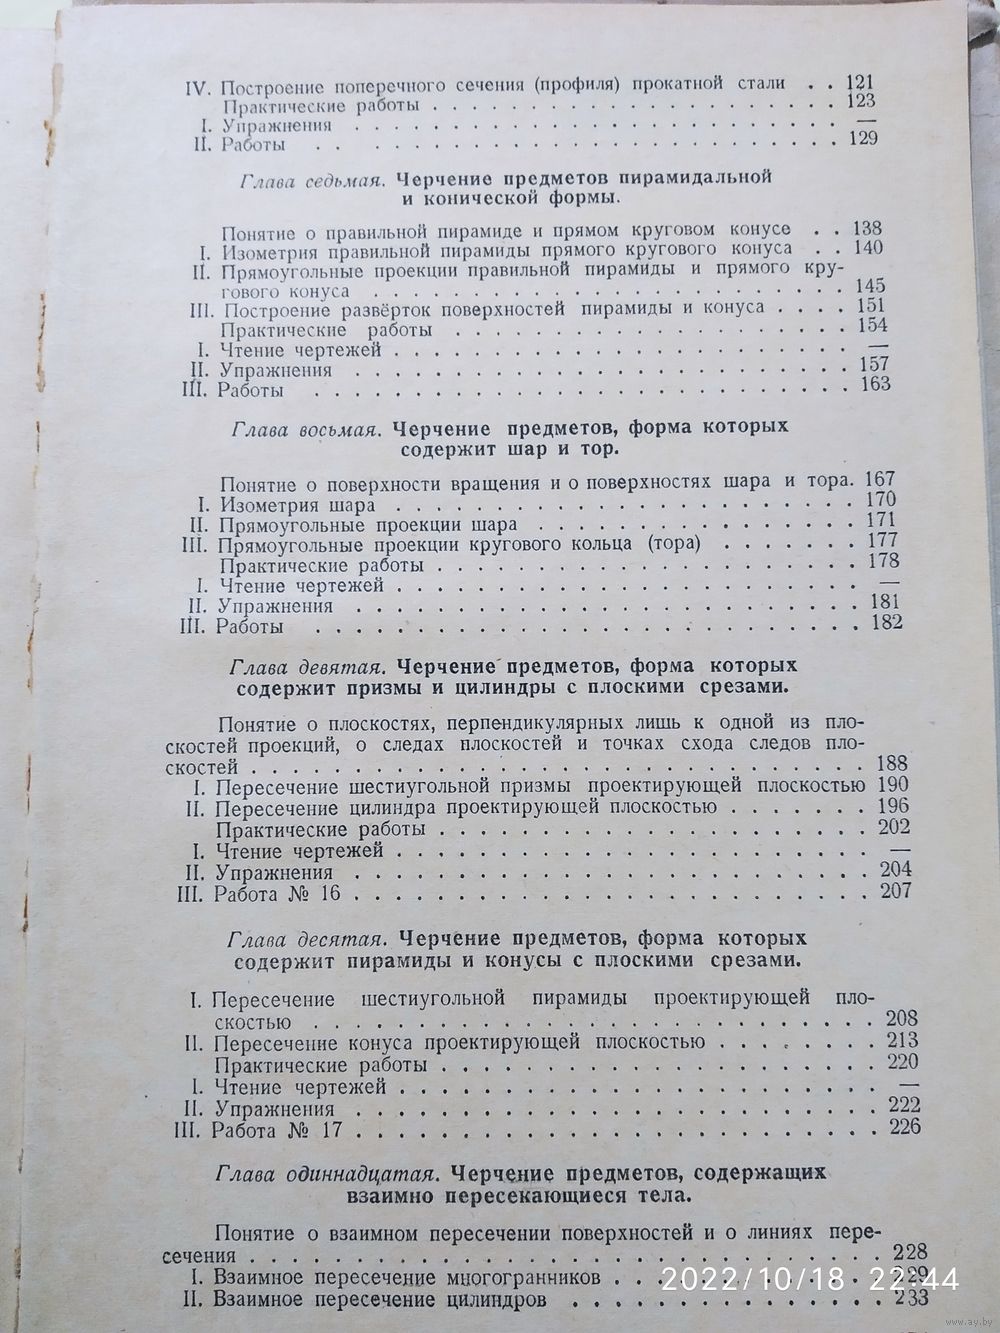 IV. Построение поперечного сечения (профиля) прокатной стали . . 121
Практические работы . . . . . . . . . . . . . . . . . . . . 123
I. Упражнения . . . . . . . . . . . . . . . . . . . . . . . —
II. Работы . . . . . . . . . . . . . . . . . . . . . . . . 129
Глава седьмая. Черчение предметов пирамидальной
и конической формы.
Понятие о правильной пирамиде и прямом круговом конусе . . 138
I. Изометрия правильной пирамиды прямого кругового конуса . . 140
II. Прямоугольные проекции правильной пирамиды и прямого кру-
гового конуса . . . . . . . . . . . . . . . . . . . . . . . 145
III. Построение развёрток поверхностей пирамиды и конуса . . . . 151
Практические работы . . . . . . . . . . . . . . . . . . . 154
I. Чтение чертежей . . . . . . . . . . . . . . . . . . . . . —
II. Упражнения . . . . . . . . . . . . . . . . . . . . . . . 157
III. Работы . . . . . . . . . . . . . . . . . . . . . . . . . 163
Глава восьмая. Черчение предметов, форма которых
содержит шар и тор.
Понятие о поверхности вращения и о поверхностях шара и тора. 167
I. Изометрия шара . . . . . . . . . . . . . . . . . . . . . 170
II. Прямоугольные проекции шара . . . . . . . . . . . . . . 171
III. Прямоугольные проекции кругового кольца (тора) . . . . . . . 177
Практические работы . . . . . . . . . . . . . . . . . . . . 178
I. Чтение чертежей . . . . . . . . . . . . . . . . . . . . . —
II. Упражнения . . . . . . . . . . . . . . . . . . . . . . . 181
III. Работы . . . . . . . . . . . . . . . . . . . . . . . . . 182
Глава девятая. Черчение предметов, форма которых
содержит призмы и цилиндры с плоскими срезами.
Понятие о плоскостях, перпендикулярных лишь к одной из пло-
скостей проекций, о следах плоскостей и точках схода следов пло-
скостей . . . . . . . . . . . . . . . . . . . . . . . . . . . 188
I. Пересечение шестиугольной призмы проектирующей плоскостью 190
II. Пересечение цилиндра проектирующей плоскостью . . . . . . . 196
Практические работы . . . . . . . . . . . . . . . . . . . . 202
I. Чтение чертежей . . . . . . . . . . . . . . . . . . . . . —
II. Упражнения . . . . . . . . . . . . . . . . . . . . . . . 204
III. Работа № 16 . . . . . . . . . . . . . . . . . . . . . . . 207
Глава десятая. Черчение предметов, форма которых
содержит пирамиды и конусы с плоскими срезами.
I. Пересечение шестиугольной пирамиды проектирующей пло-
скостью . . . . . . . . . . . . . . . . . . . . . . . . . . 208
II. Пересечение конуса проектирующей плоскостью . . . . . . . . 213
Практические работы . . . . . . . . . . . . . . . . . . . . 220
I. Чтение чертежей . . . . . . . . . . . . . . . . . . . . . . —
II. Упражнения . . . . . . . . . . . . . . . . . . . . . . . . 222
III. Работа № 17 . . . . . . . . . . . . . . . . . . . . . . . . 226
Глава одиннадцатая. Черчение предметов, содержащих
взаимно пересекающиеся тела.
Понятие о взаимном пересечении поверхностей и о линиях пере-
сечения . . . . . . . . . . . . . . . . . . . . . . . . . . . 228
I. Взаимное пересечение многогранников . . . . . . . . . . . . 229
II. Взаимное пересечение цилиндров . . . . . . . . . . . . . . 233
2022/10/18 22:44
www.ay.by